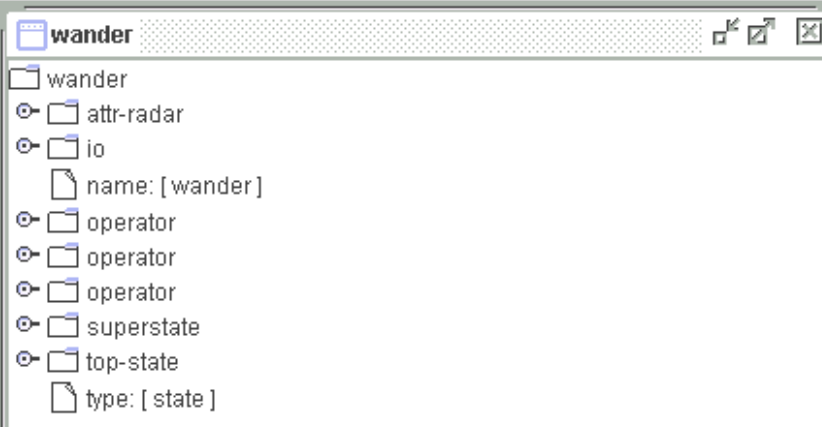 wander
wander
attr-radar
io
name: [ wander ]
operator
operator
operator
superstate
top-state
type: [ state ]